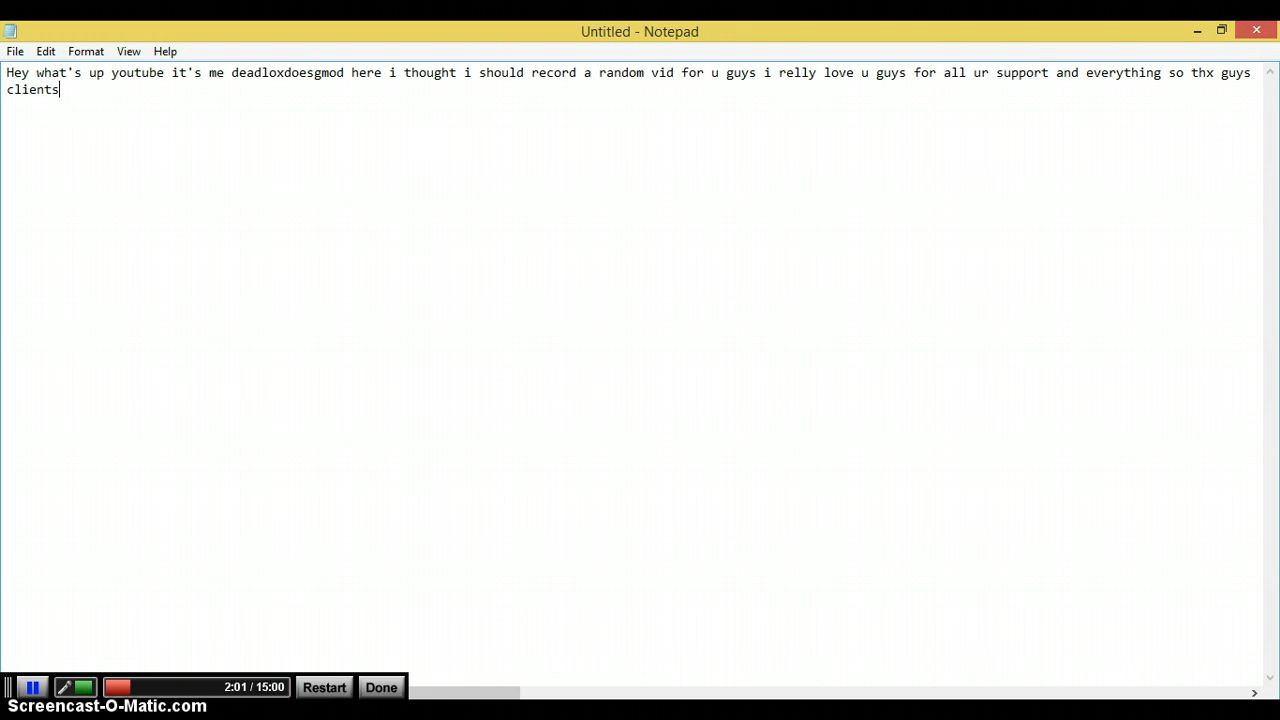 Untitled - Notepad
File Edit Format View Help
Hey what's up youtube it's me deadloxdoesgmod here i thought i should record a random vid for u guys i relly love u guys for all ur support and everything so thx guys
clients
2:01 / 15:00 Restart Done
Screencast-O-Matic.com